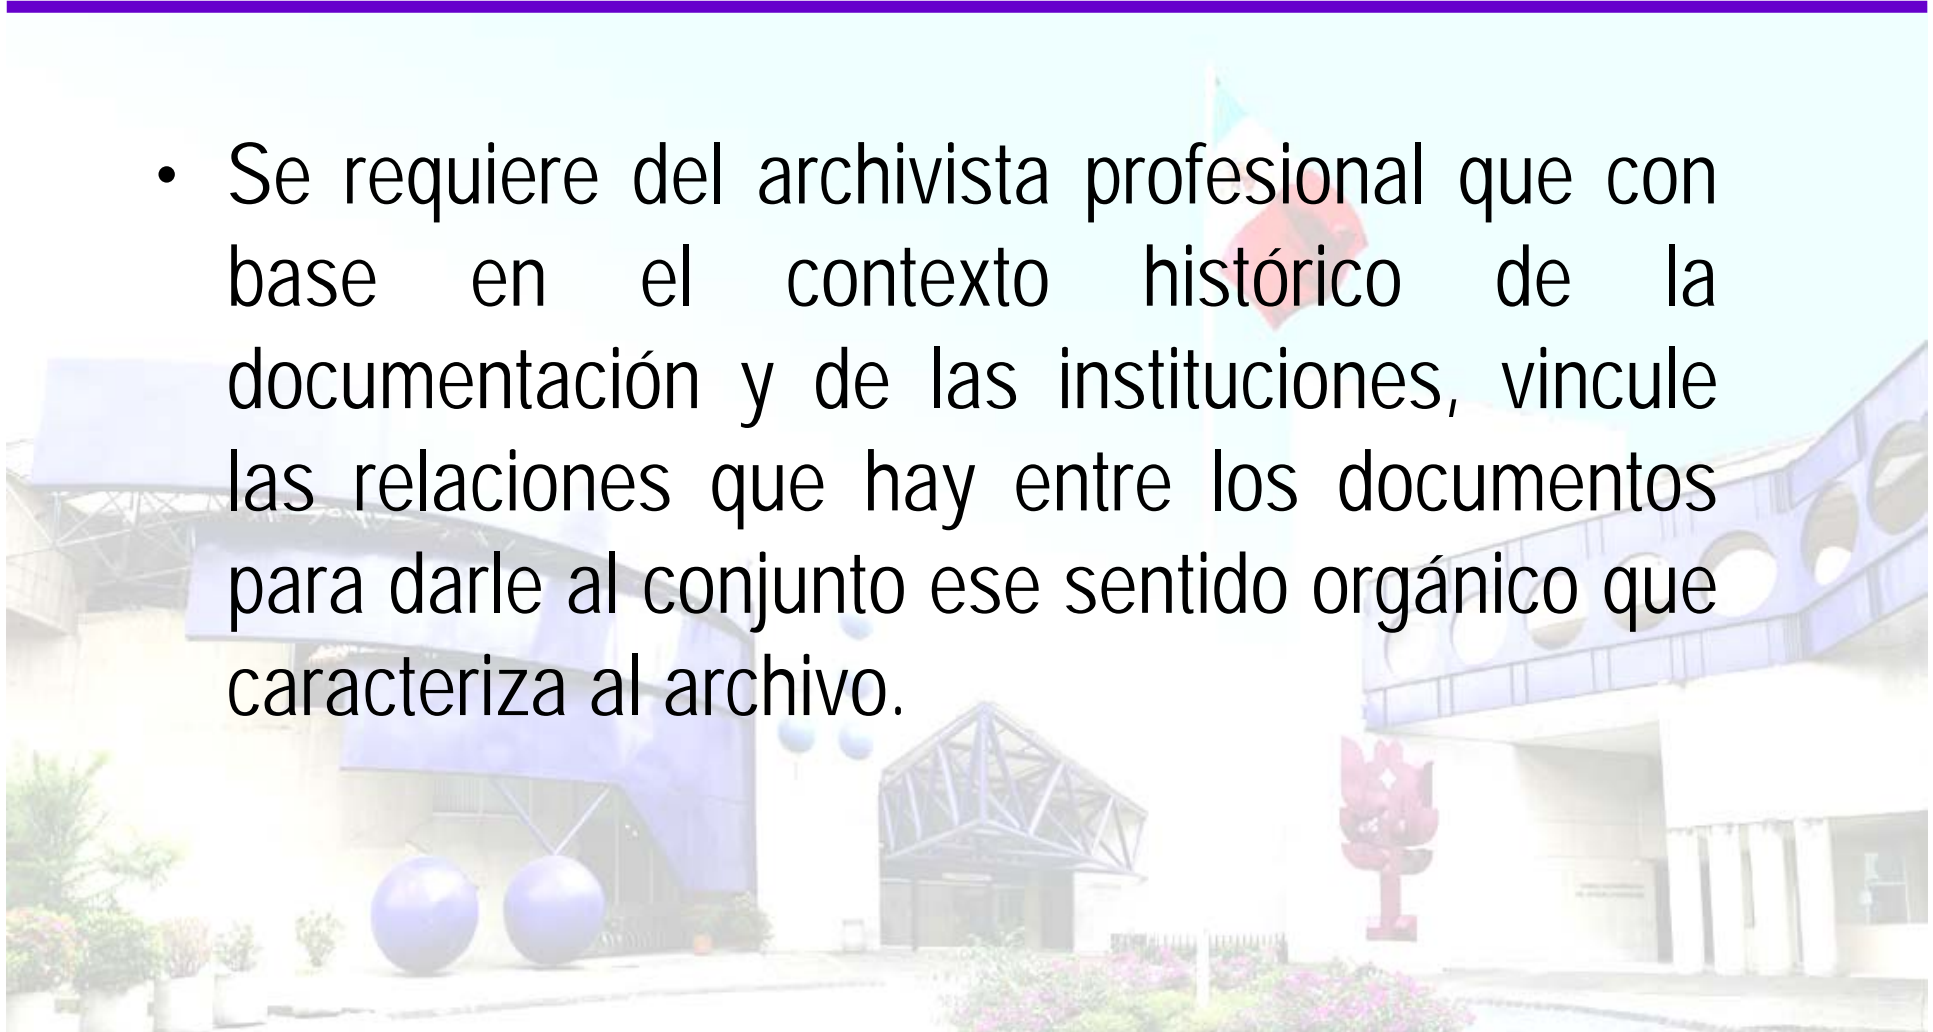 • Se requiere del archivista profesional que con
base en el contexto histórico de la
documentación y de las instituciones, vincule
las relaciones que hay entre los documentos
para darle al conjunto ese sentido orgánico que
caracteriza al archivo.